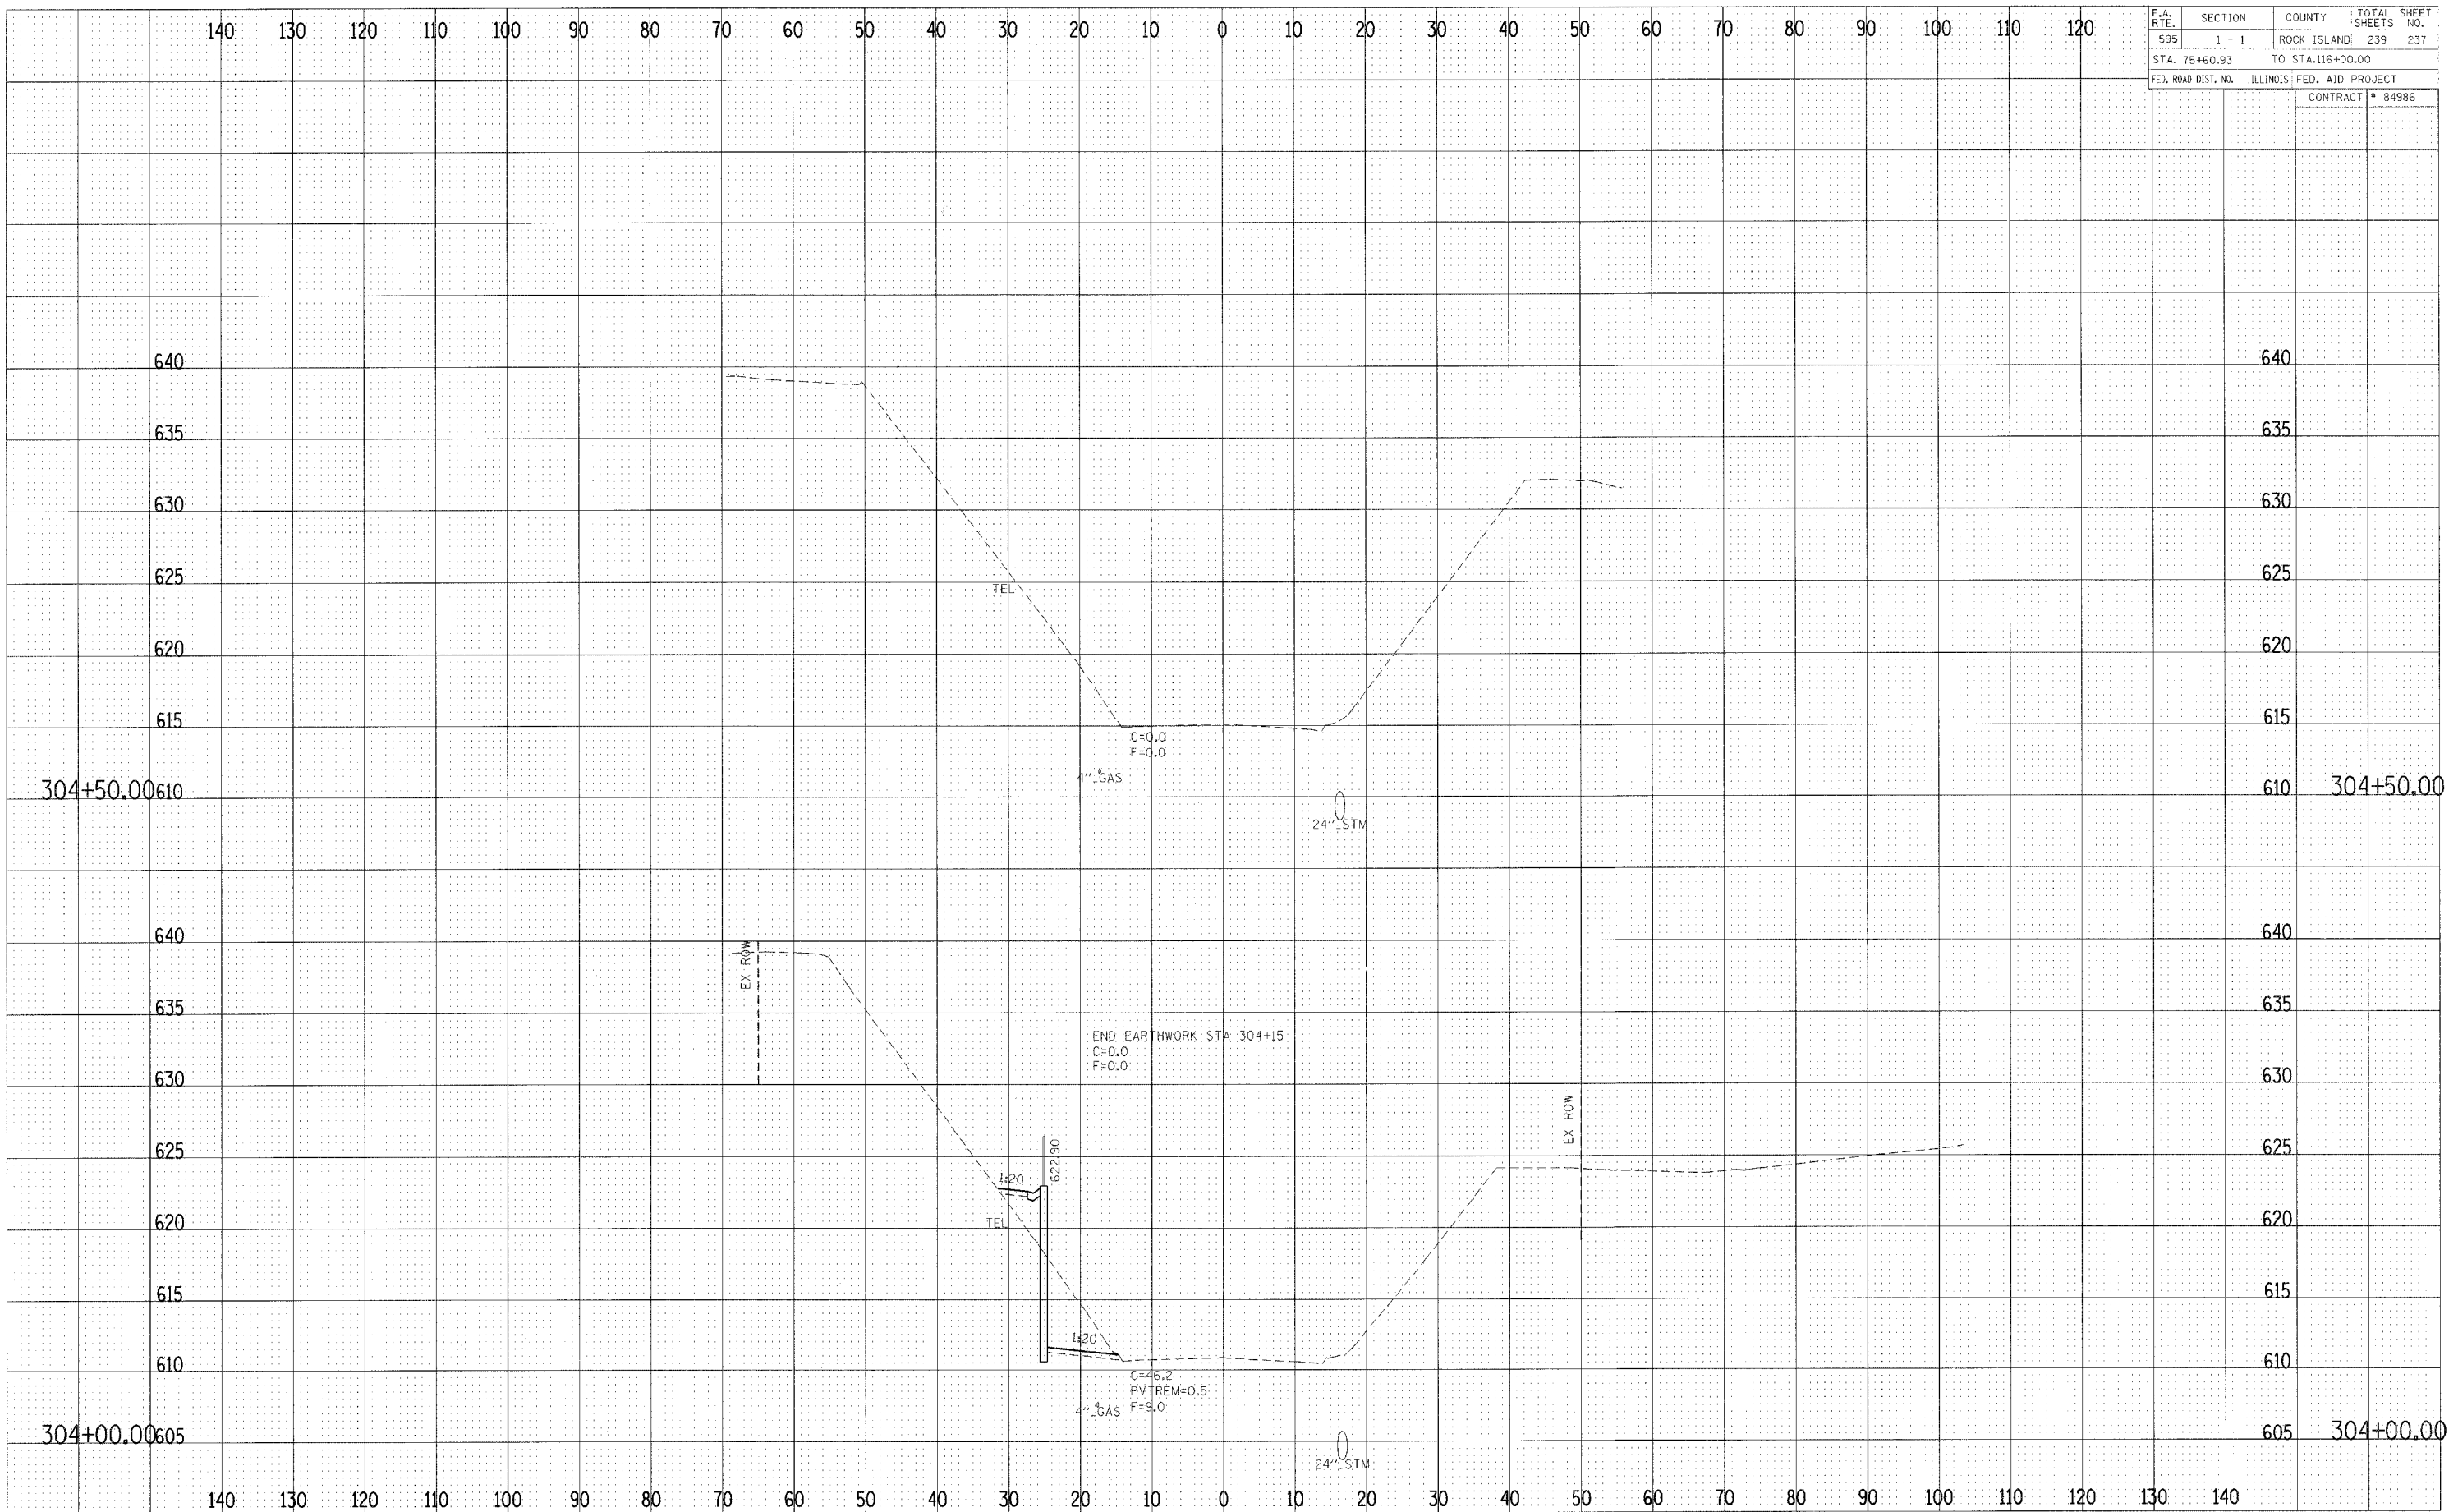 140 130 120 110 100 90 80 70 60 50 40 30 20 10 0 10 20 30 40 50 60 70 80 90 100 110 120
F.A. RTE. SECTION COUNTY TOTAL SHEETS SHEET NO.
595 1 - 1 ROCK ISLAND 239 237
STA. 75+60.93 TO STA.116+00.00
FED. ROAD DIST. NO. ILLINOIS FED. AID PROJECT
CONTRACT # 84986
640 640
635 635
630 630
625 625
TEL
620 620
615 615
C=0.0
F=0.0
4"_GAS
304+50.00 610 610 304+50.00
24"_STM
640 640
EX ROW
635 635
END EARTHWORK STA 304+15
C=0.0
F=0.0
630 630
EX ROW
625 625
622.90
1:20
TEL
620 620
615 615
1:20
610 610
C=46.2
PVTREM=0.5
4"_GAS F=9.0
304+00.00 605 605 304+00.00
24"_STM
140 130 120 110 100 90 80 70 60 50 40 30 20 10 0 10 20 30 40 50 60 70 80 90 100 110 120 130 140